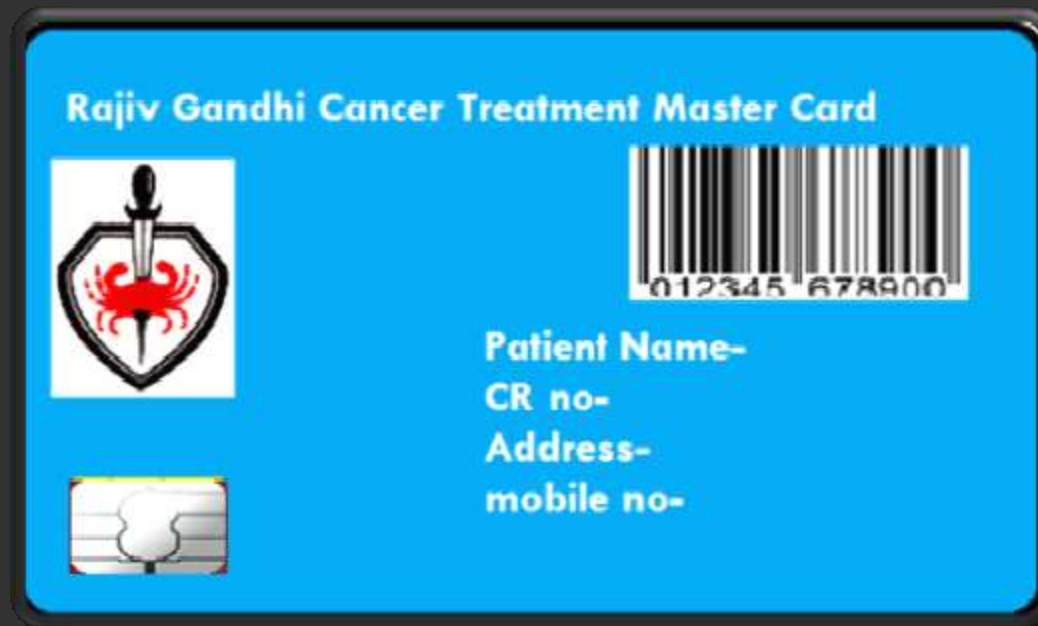 Rajiv Gandhi Cancer Treatment Master Card
012345 678900
Patient Name-
CR no-
Address-
mobile no-